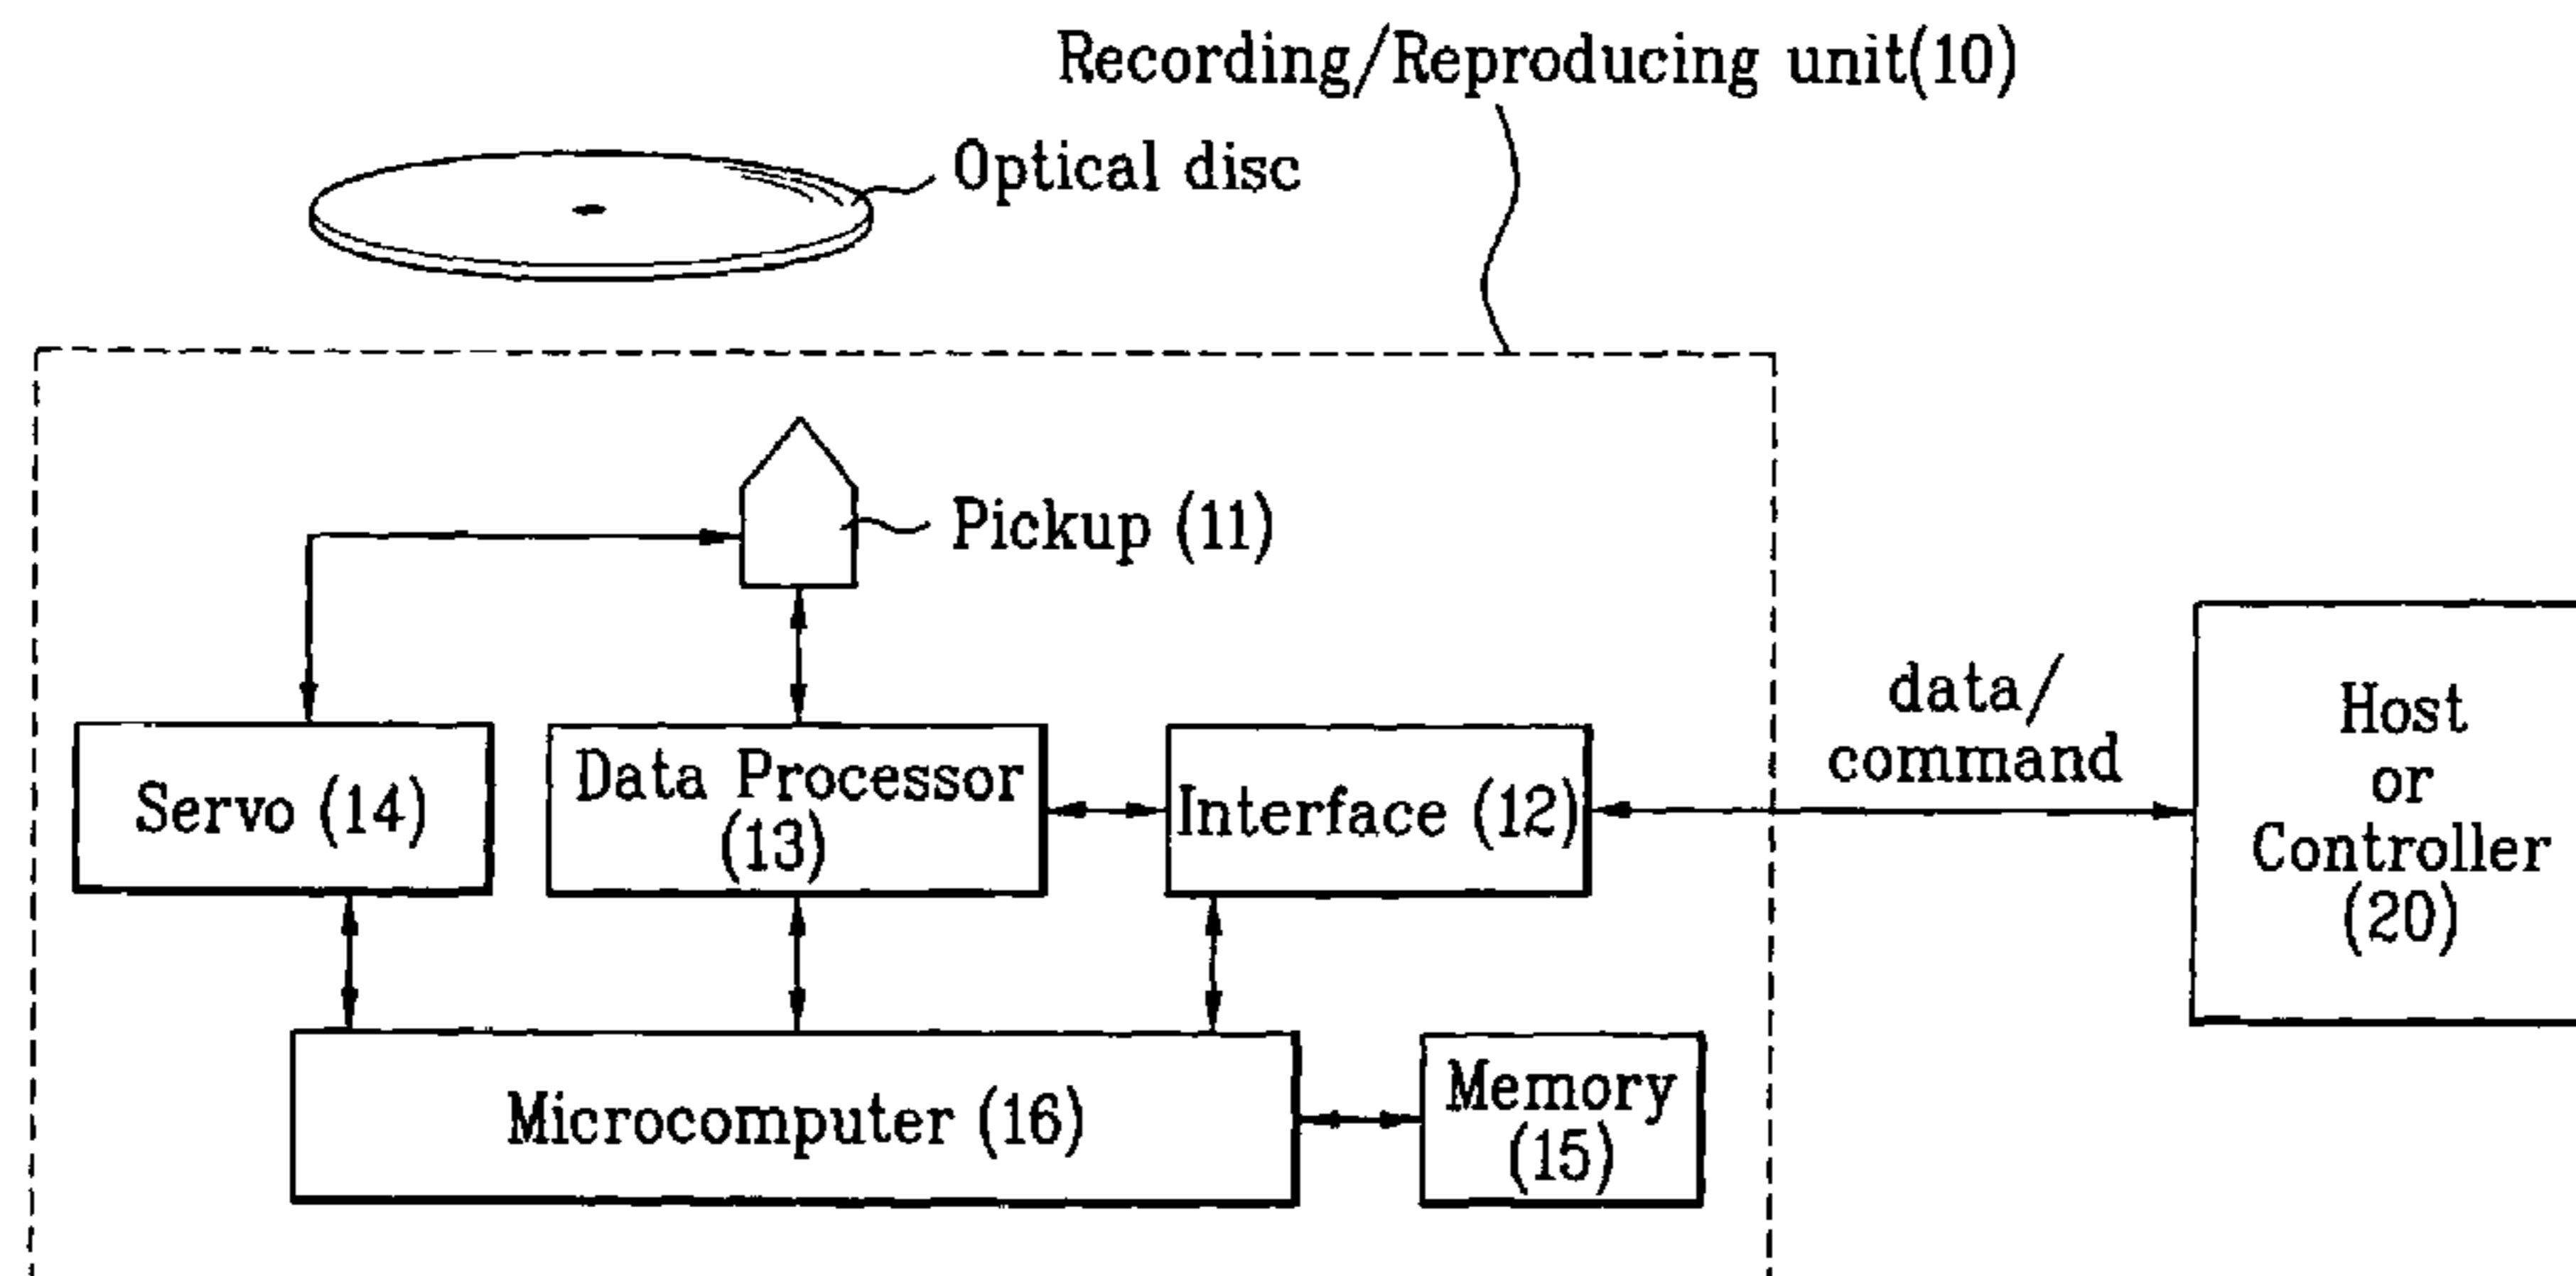 Recording/Reproducing unit(10)
Optical disc
Pickup (11)
Servo (14)
Data Processor
(13)
Interface (12)
data/
command
Host
or
Controller
(20)
Microcomputer (16)
Memory
(15)